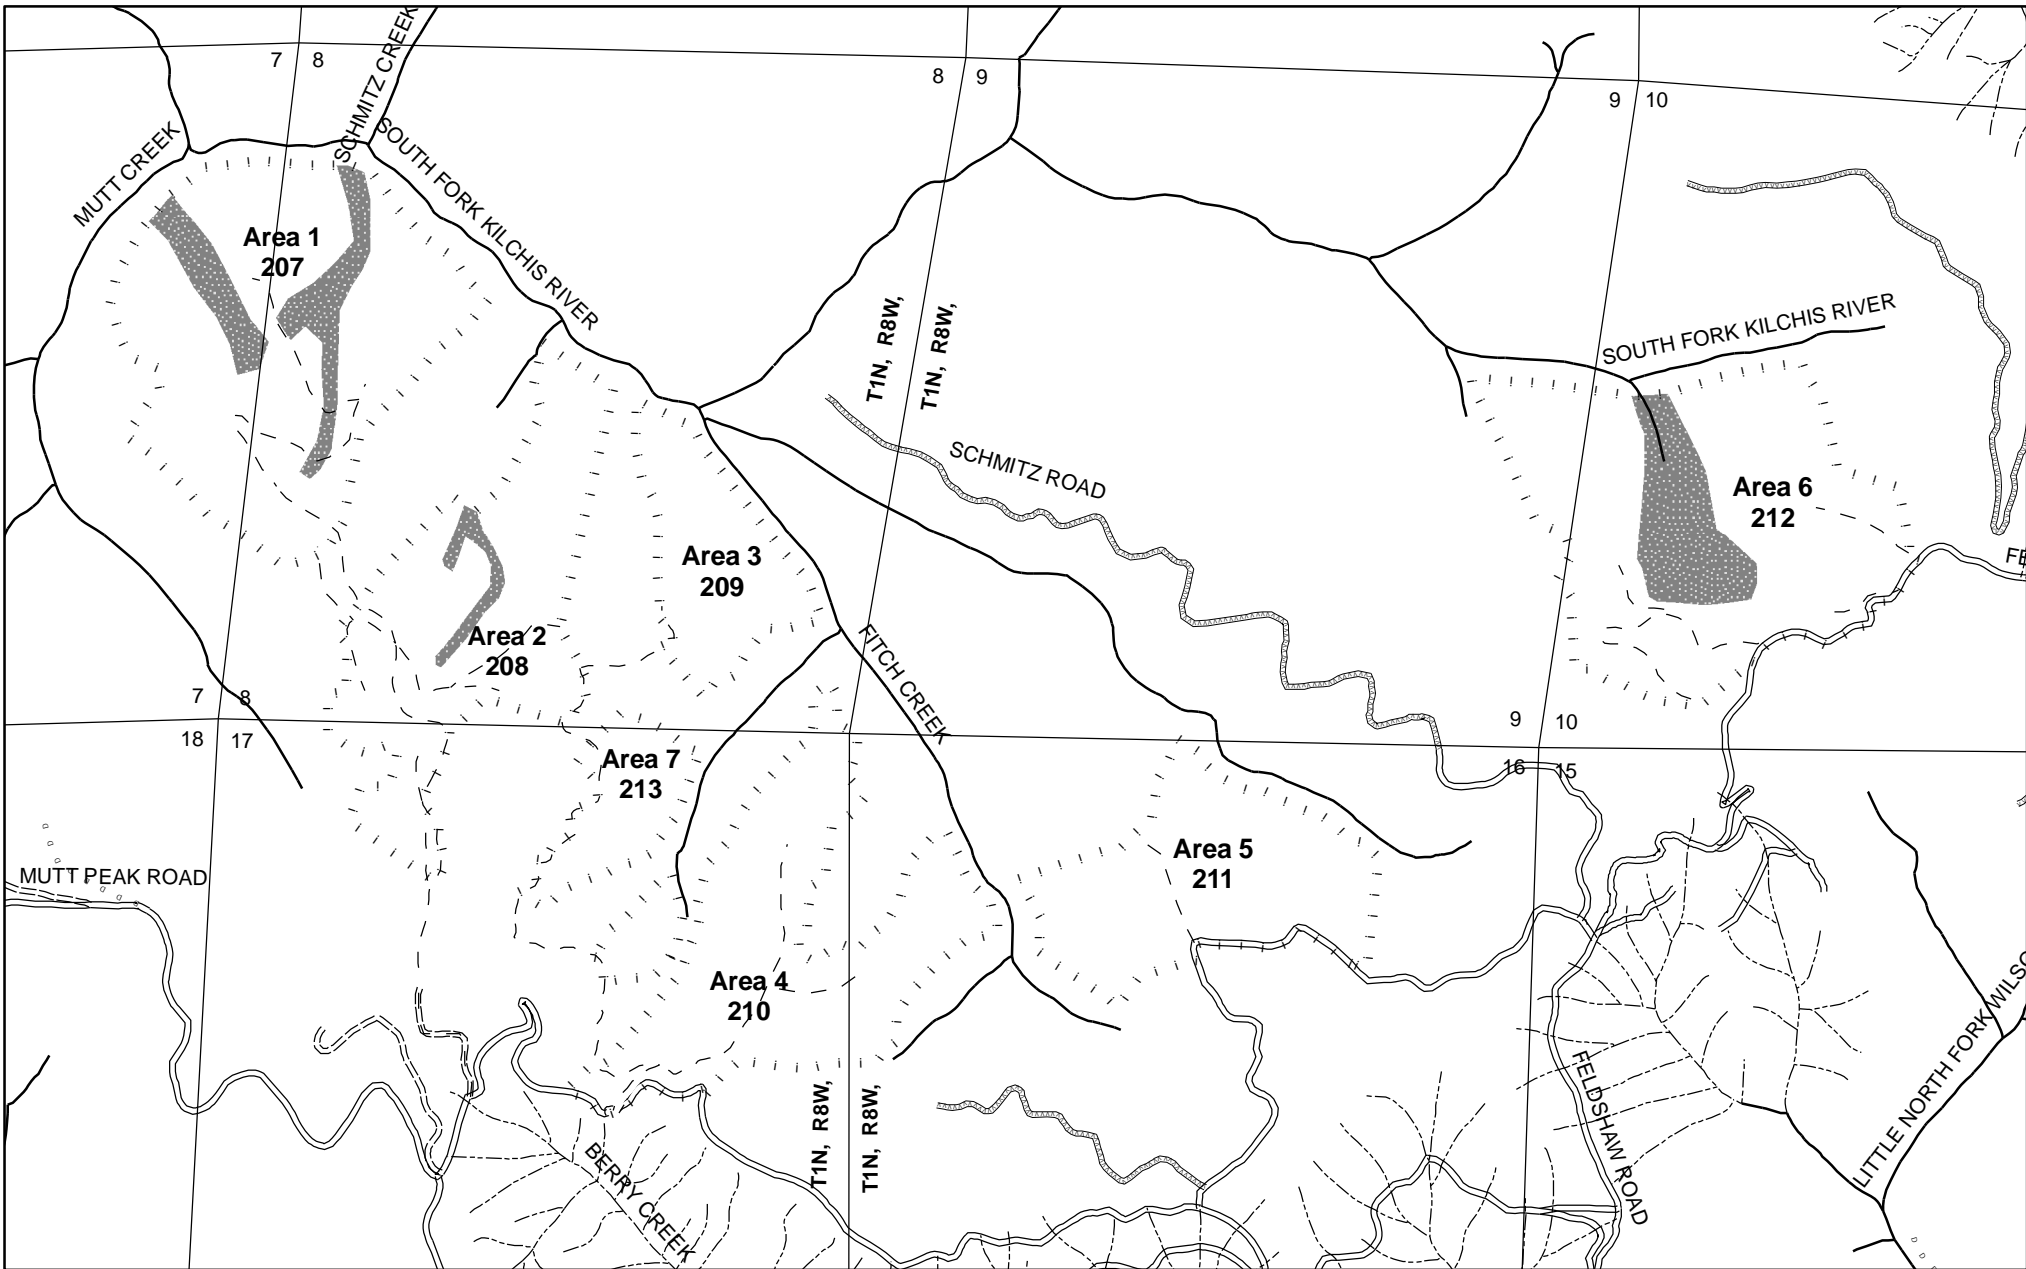 7 8
8 9
9 10
SCHMITZ CREEK
MUTT CREEK
SOUTH FORK KILCHIS RIVER
Area 1
207
T1N, R8W,
T1N, R8W,
SOUTH FORK KILCHIS RIVER
SCHMITZ ROAD
Area 6
212
Area 3
209
FE
Area 2
208
FITCH CREEK
7 8
18 17
9 10
16 15
Area 7
213
Area 5
211
MUTT PEAK ROAD
Area 4
210
LITTLE NORTH FORK WILSO
T1N, R8W,
T1N, R8W,
FELDSHAW ROAD
BERRY CREEK